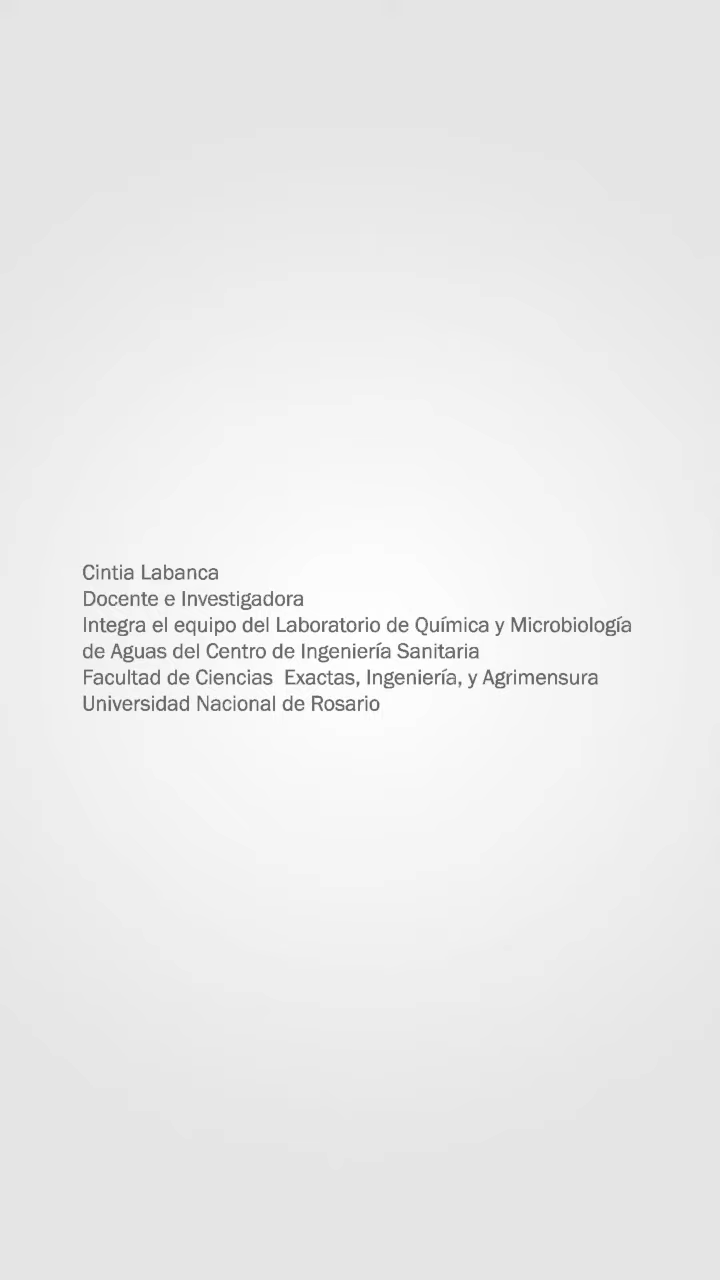 Cintia Labanca
Docente e Investigadora
Integra el equipo del Laboratorio de Química y Microbiología
de Aguas del Centro de Ingeniería Sanitaria
Facultad de Ciencias  Exactas, Ingeniería, y Agrimensura
Universidad Nacional de Rosario